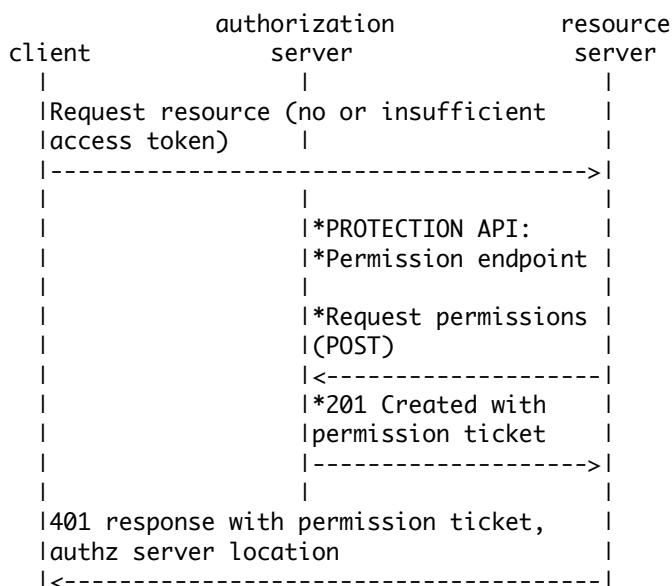 authorization resource
client server server
Request resource (no or insufficient
access token)
*PROTECTION API:
*Permission endpoint
*Request permissions
(POST)
*201 Created with
permission ticket
401 response with permission ticket,
authz server location